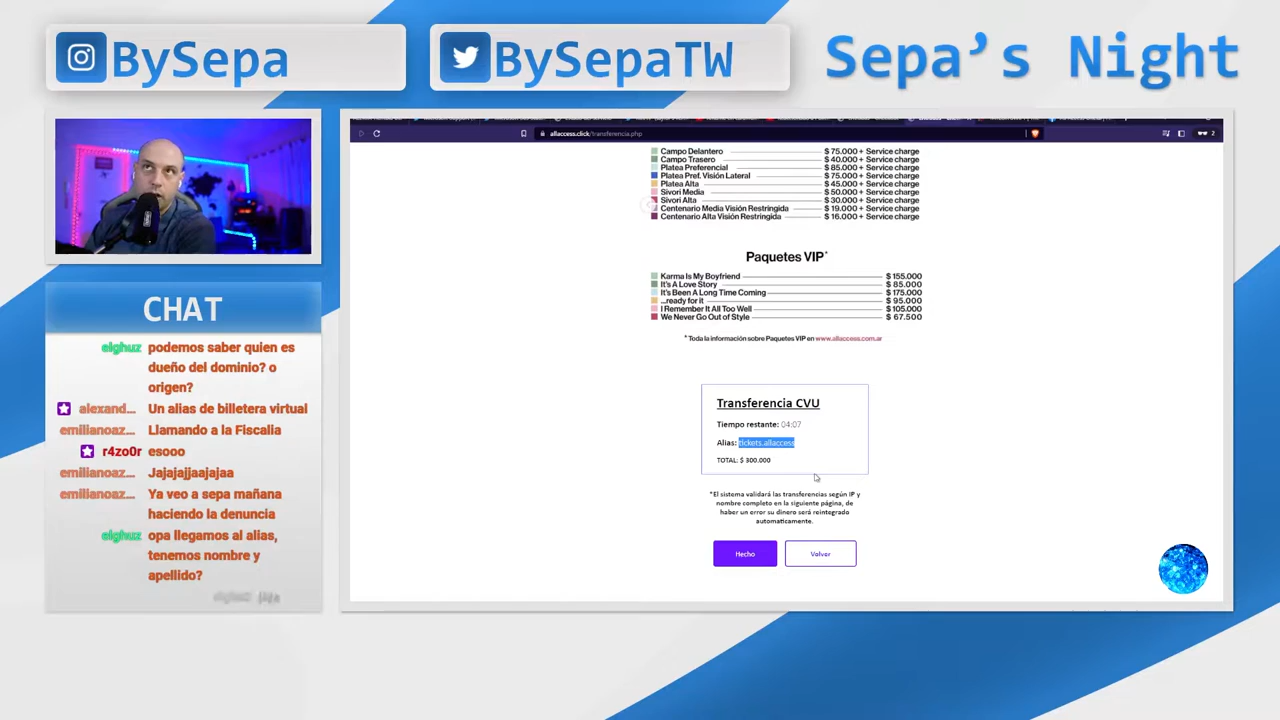 BySepa
BySepaTW
Sepa's Night
allaccess.click/transferencia.php
2
Campo Delantero $ 75.000 + Service charge
Campo Trasero $ 40.000 + Service charge
Platea Preferencial $ 85.000 + Service charge
Platea Pref. Visión Lateral $ 75.000 + Service charge
Platea Alta $ 45.000 + Service charge
Sivori Media $ 50.000 + Service charge
Sivori Alta $ 30.000 + Service charge
Centenario Media Visión Restringida $ 19.000 + Service charge
Centenario Alta Visión Restringida $ 16.000 + Service charge
Paquetes VIP*
Karma Is My Boyfriend $ 155.000
It's A Love Story $ 85.000
It's Been A Long Time Coming $ 175.000
...ready for it $ 95.000
I Remember It All Too Well $ 105.000
We Never Go Out of Style $ 67.500
* Toda la información sobre Paquetes VIP en www.allaccess.com.ar
Transferencia CVU
Tiempo restante: 04:07
Alias: tickets.allaccess
TOTAL: $ 300.000
*El sistema validará las transferencias según IP y
nombre completo en la siguiente página, de
haber un error su dinero será reintegrado
automaticamente.
Hecho
Volver
CHAT
elghuz podemos saber quien es
dueño del dominio? o
origen?
alexand... Un alias de billetera virtual
emilianoaz... Llamando a la Fiscalia
r4zo0r esooo
emilianoaz... Jajajajjaajajaa
emilianoaz... Ya veo a sepa mañana
haciendo la denuncia
elghuz opa llegamos al alias,
tenemos nombre y
apellido?